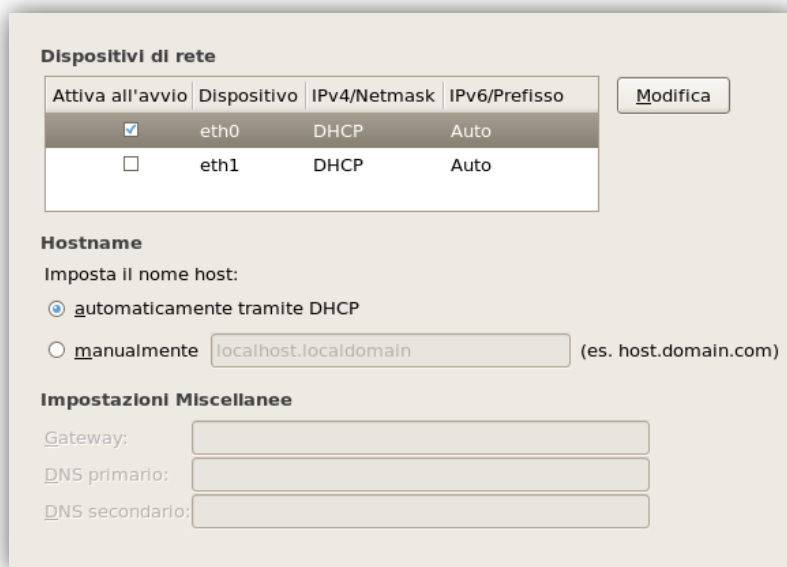 Dispositivi di rete
Attiva all'avvio Dispositivo IPv4/Netmask IPv6/Prefisso
Modifica
eth0 DHCP Auto
eth1 DHCP Auto
Hostname
Imposta il nome host:
automaticamente tramite DHCP
manualmente localhost.localdomain (es. host.domain.com)
Impostazioni Miscellanee
Gateway:
DNS primario:
DNS secondario: